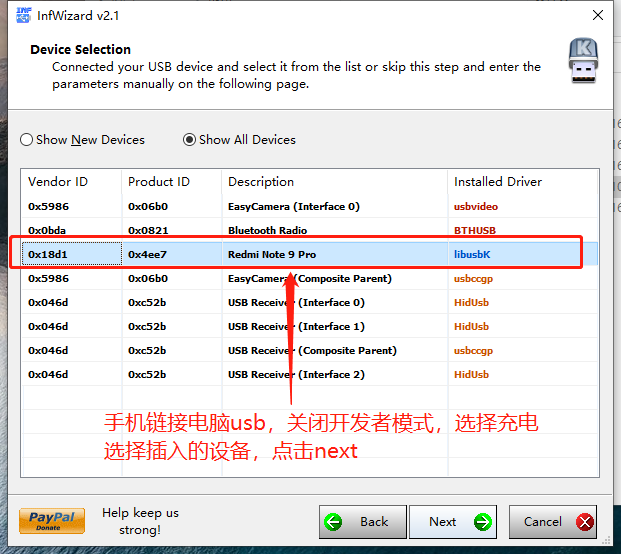 InfWizard v2.1
Device Selection
Connected your USB device and select it from the list or skip this step and enter the
parameters manually on the following page.
Show New Devices
Show All Devices
Vendor ID Product ID Description Installed Driver
0x5986 0x06b0 EasyCamera (Interface 0) usbvideo
0x0bda 0x0821 Bluetooth Radio BTHUSB
0x18d1 0x4ee7 Redmi Note 9 Pro libusbK
0x5986 0x06b0 EasyCamera (Composite Parent) usbccgp
0x046d 0xc52b USB Receiver (Interface 0) HidUsb
0x046d 0xc52b USB Receiver (Interface 1) HidUsb
0x046d 0xc52b USB Receiver (Composite Parent) usbccgp
0x046d 0xc52b USB Receiver (Interface 2) HidUsb
手机链接电脑usb，关闭开发者模式，选择充电
选择插入的设备，点击next
PayPal
Donate
Help keep us
strong!
Back
Next
Cancel